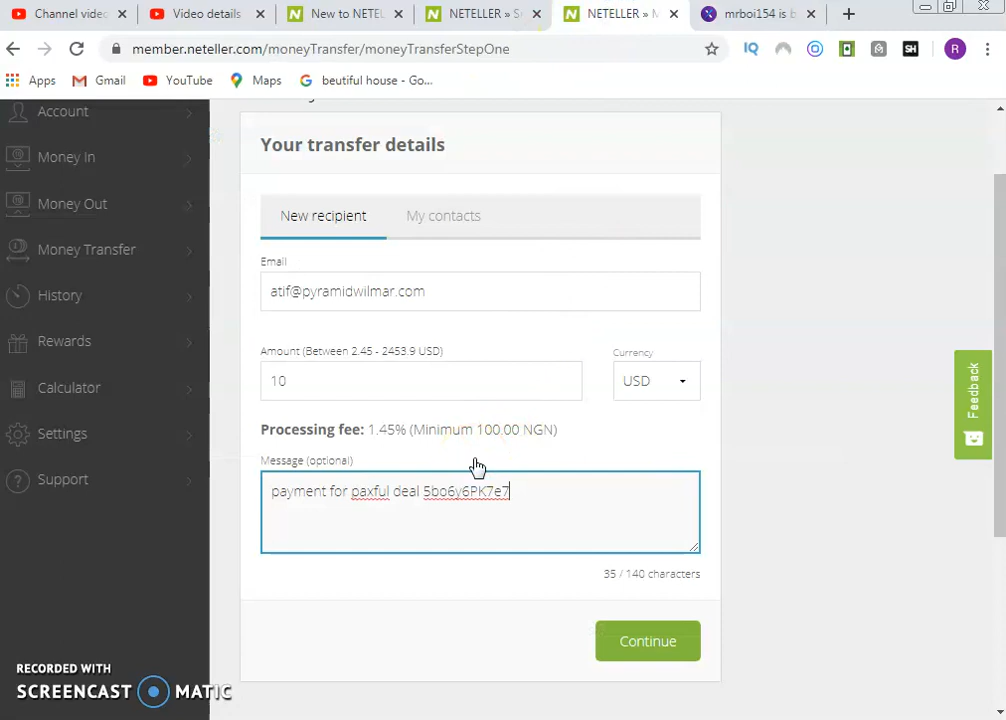 Channel vide
Video details
New to NETEL
NETELLER » S
NETELLER » M
mrboi154 is b
member.neteller.com/moneyTransfer/moneyTransferStepOne
IQ
SH
R
Apps
Gmail
YouTube
Maps
beutiful house - Go...
Account
Money In
Money Out
Money Transfer
History
Rewards
Calculator
Settings
Support
Your transfer details
New recipient
My contacts
Email
atif@pyramidwilmar.com
Amount (Between 2.45 - 2453.9 USD)
Currency
10
USD
Processing fee: 1.45% (Minimum 100.00 NGN)
Message (optional)
payment for paxful deal 5bo6y6PK7e7
35 / 140 characters
Continue
Feedback
RECORDED WITH
SCREENCAST MATIC